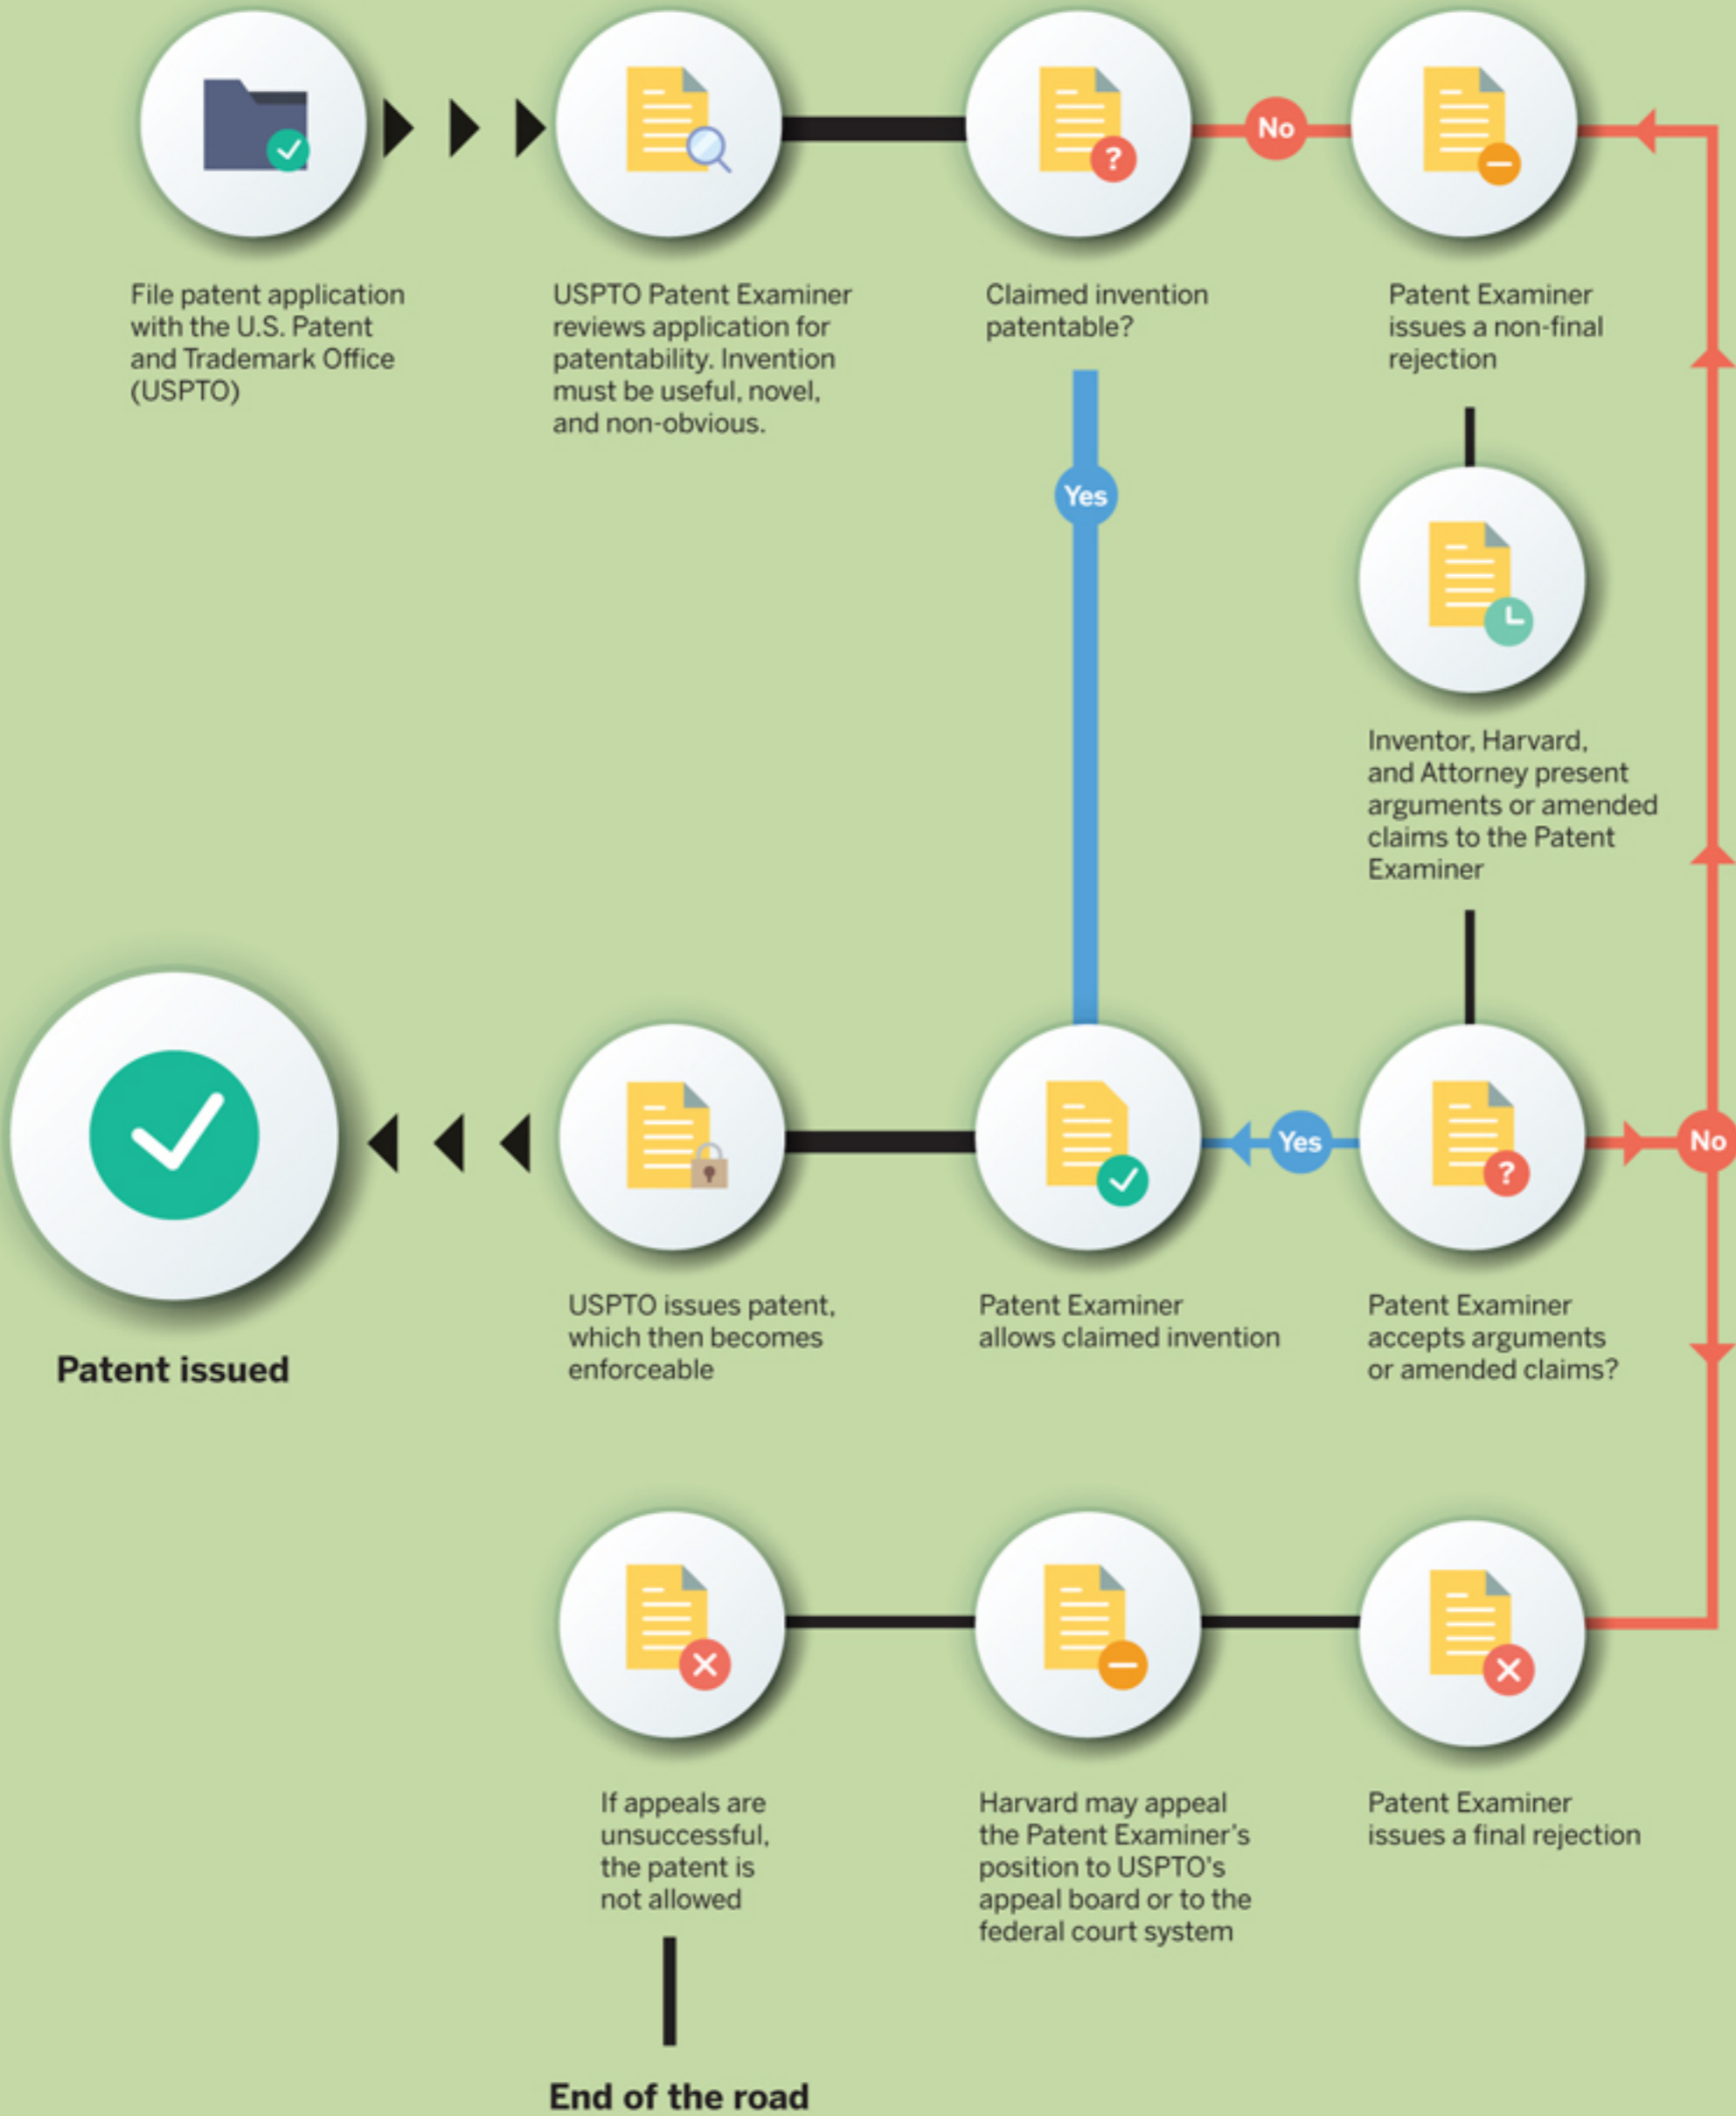 File patent application
with the U.S. Patent
and Trademark Office
(USPTO)
USPTO Patent Examiner
reviews application for
patentability. Invention
must be useful, novel,
and non-obvious.
Claimed invention
patentable?
No
Patent Examiner
issues a non-final
rejection
Yes
Inventor, Harvard,
and Attorney present
arguments or amended
claims to the Patent
Examiner
Patent issued
USPTO issues patent,
which then becomes
enforceable
Patent Examiner
allows claimed invention
Yes
Patent Examiner
accepts arguments
or amended claims?
No
If appeals are
unsuccessful,
the patent is
not allowed
Harvard may appeal
the Patent Examiner's
position to USPTO's
appeal board or to the
federal court system
Patent Examiner
issues a final rejection
End of the road